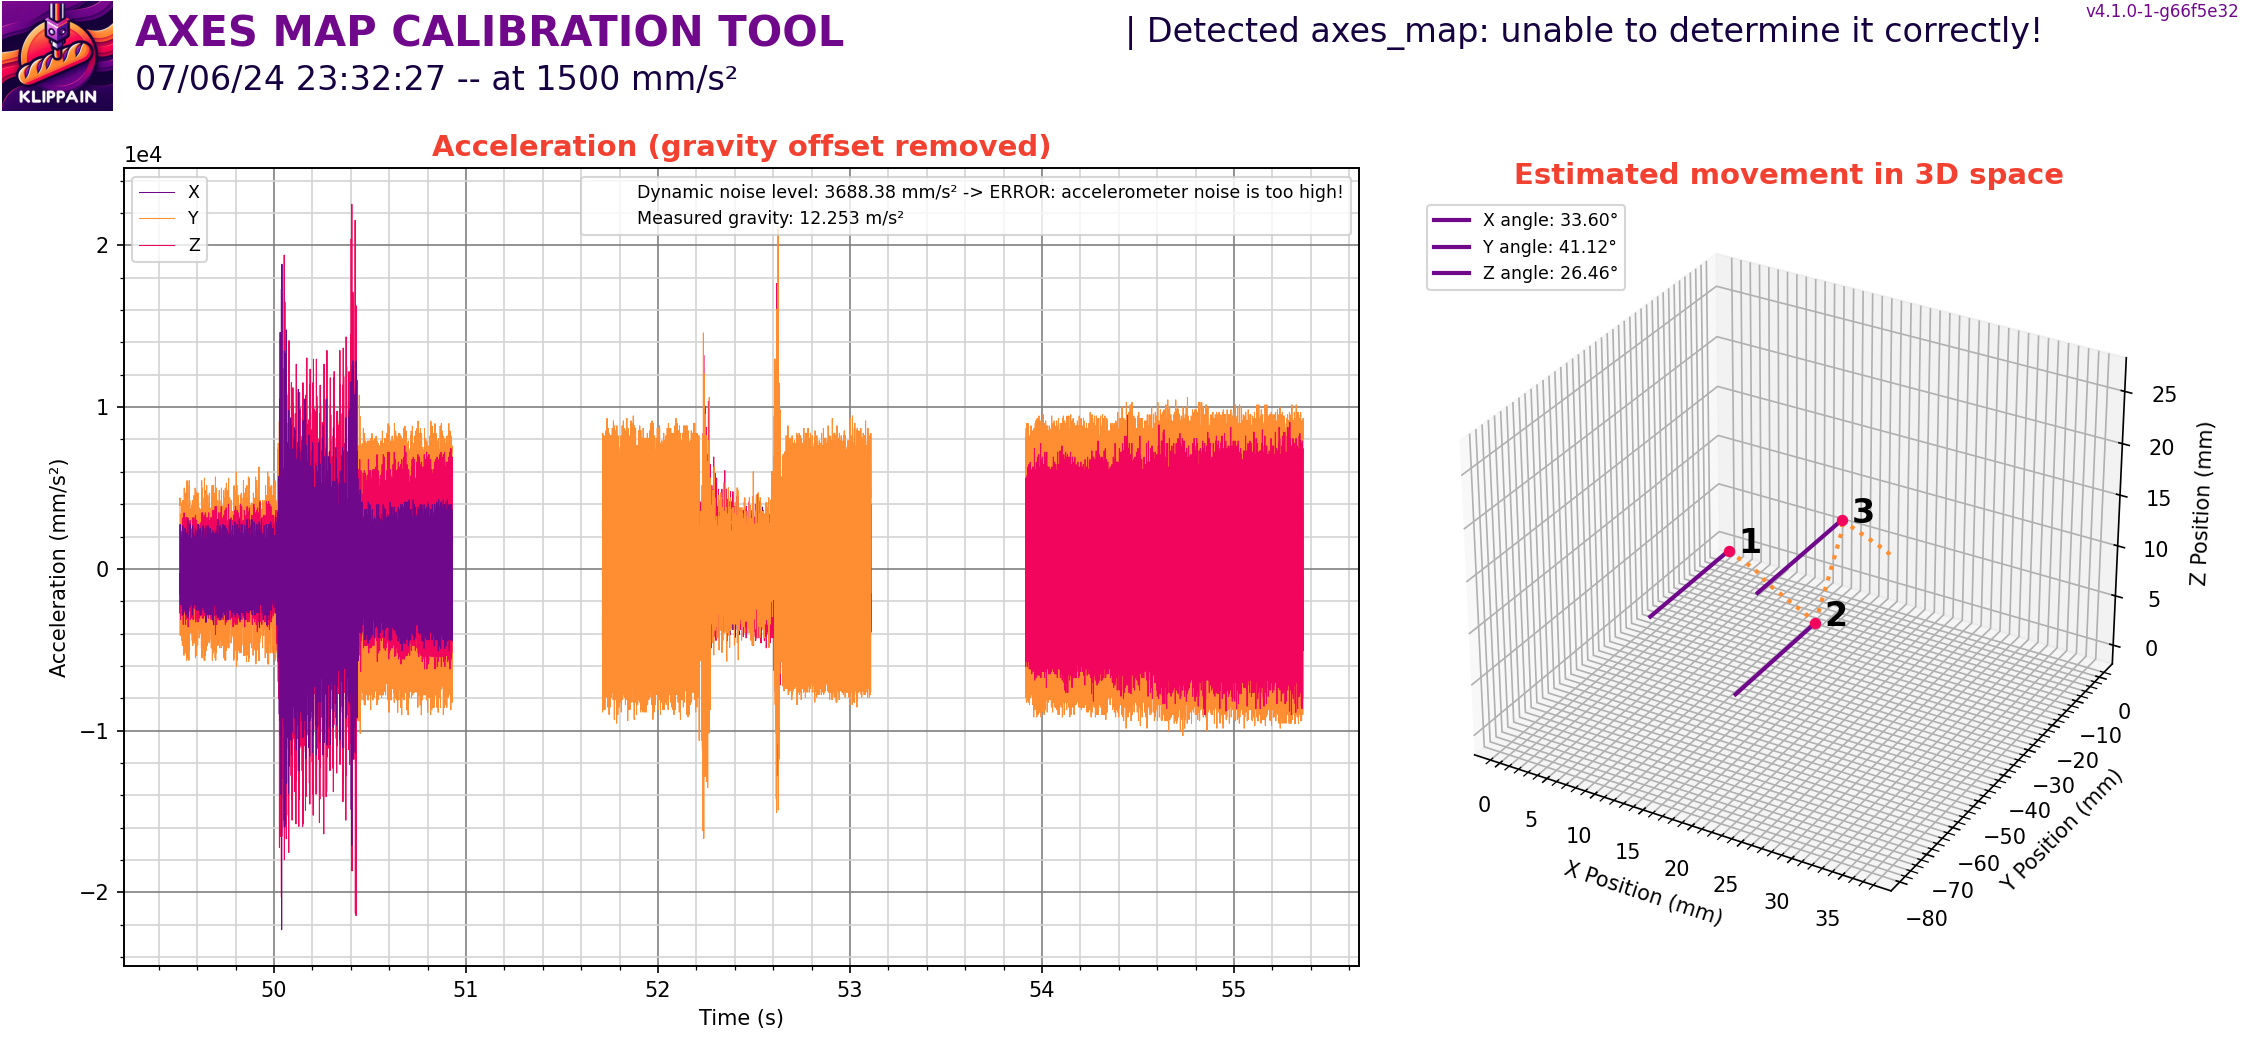 AXES MAP CALIBRATION TOOL
| Detected axes_map: unable to determine it correctly!
v4.1.0-1-g66f5e32
07/06/24 23:32:27 -- at 1500 mm/s²
KLIPPAIN
Acceleration (gravity offset removed)
1e4
X
Y
Z
Dynamic noise level: 3688.38 mm/s² -> ERROR: accelerometer noise is too high!
Measured gravity: 12.253 m/s²
2
1
0
−1
−2
Acceleration (mm/s²)
50
51
52
53
54
55
Time (s)
Estimated movement in 3D space
X angle: 33.60°
Y angle: 41.12°
Z angle: 26.46°
1
2
3
25
20
15
10
5
0
Z Position (mm)
0
−10
−20
−30
−40
−50
−60
−70
−80
Y Position (mm)
0
5
10
15
20
25
30
35
X Position (mm)